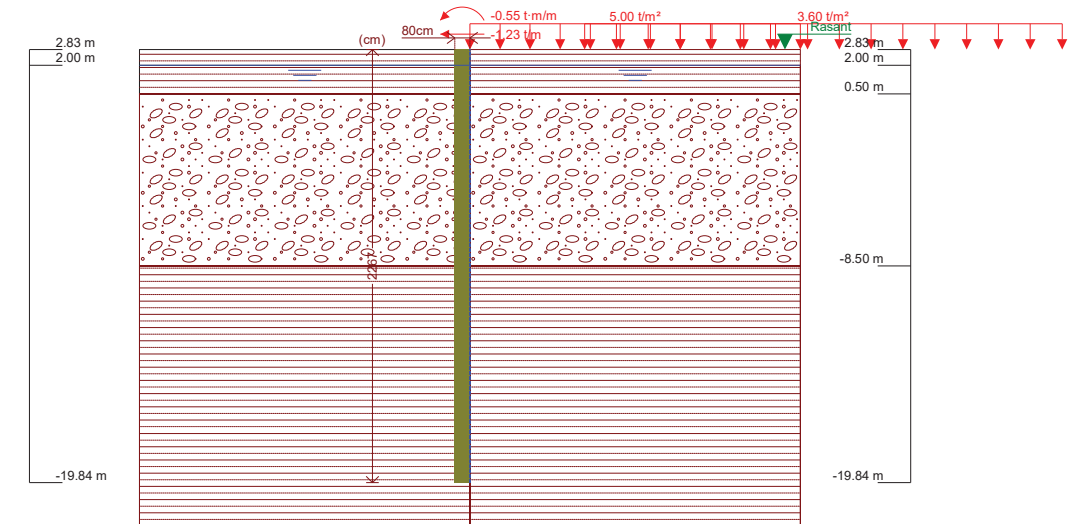 -0.55 t·m/m
5.00 t/m²
3.60 t/m²
80cm
-1.23 t/m
Rasant
(cm)
2.83 m
2.83 m
2.00 m
2.00 m
0.50 m
2267
-8.50 m
-19.84 m
-19.84 m